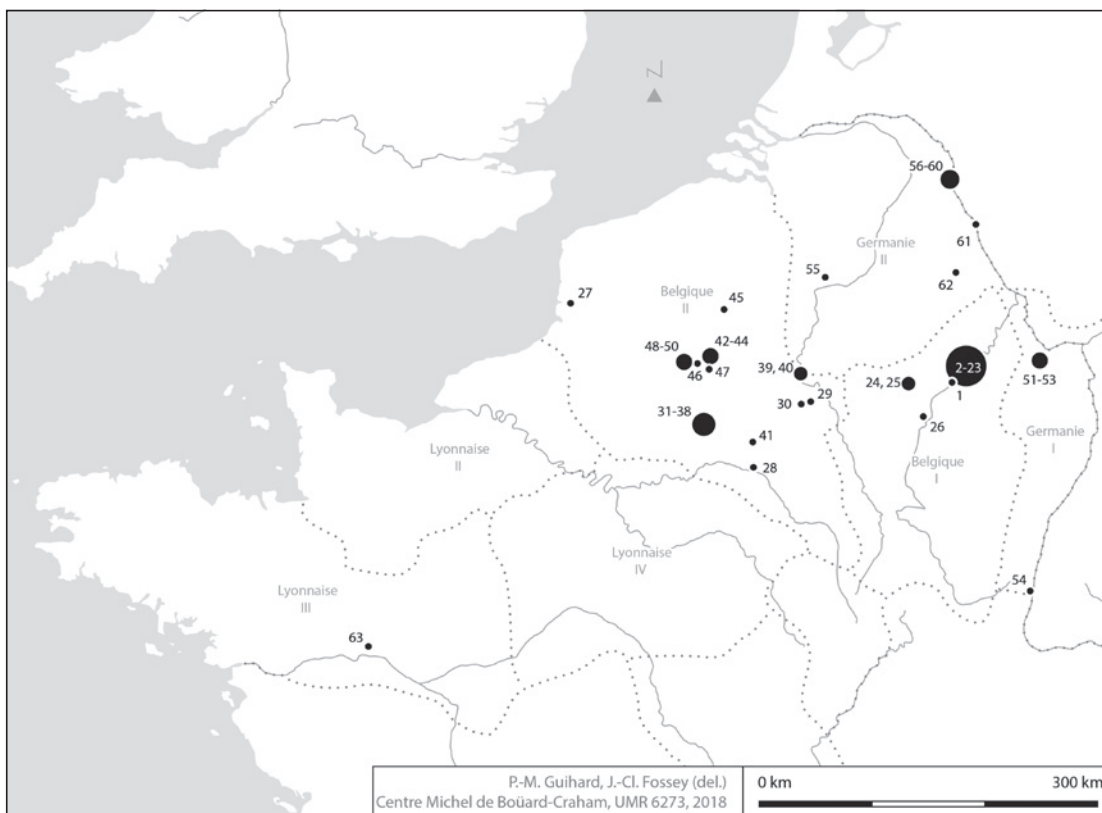 Z
56-60
61
Germanie
II
55
62
27
Belgique
II
45
42-44
48-50
46
47
39, 40
2-23
51-53
24, 25
1
30
29
26
31-38
Germanie
I
41
28
Belgique
I
Lyonnaise
II
Lyonnaise
IV
54
Lyonnaise
III
63
P.-M. Guihard, J.-Cl. Fossey (del.)
Centre Michel de Boüard-Craham, UMR 6273, 2018
0 km 300 km